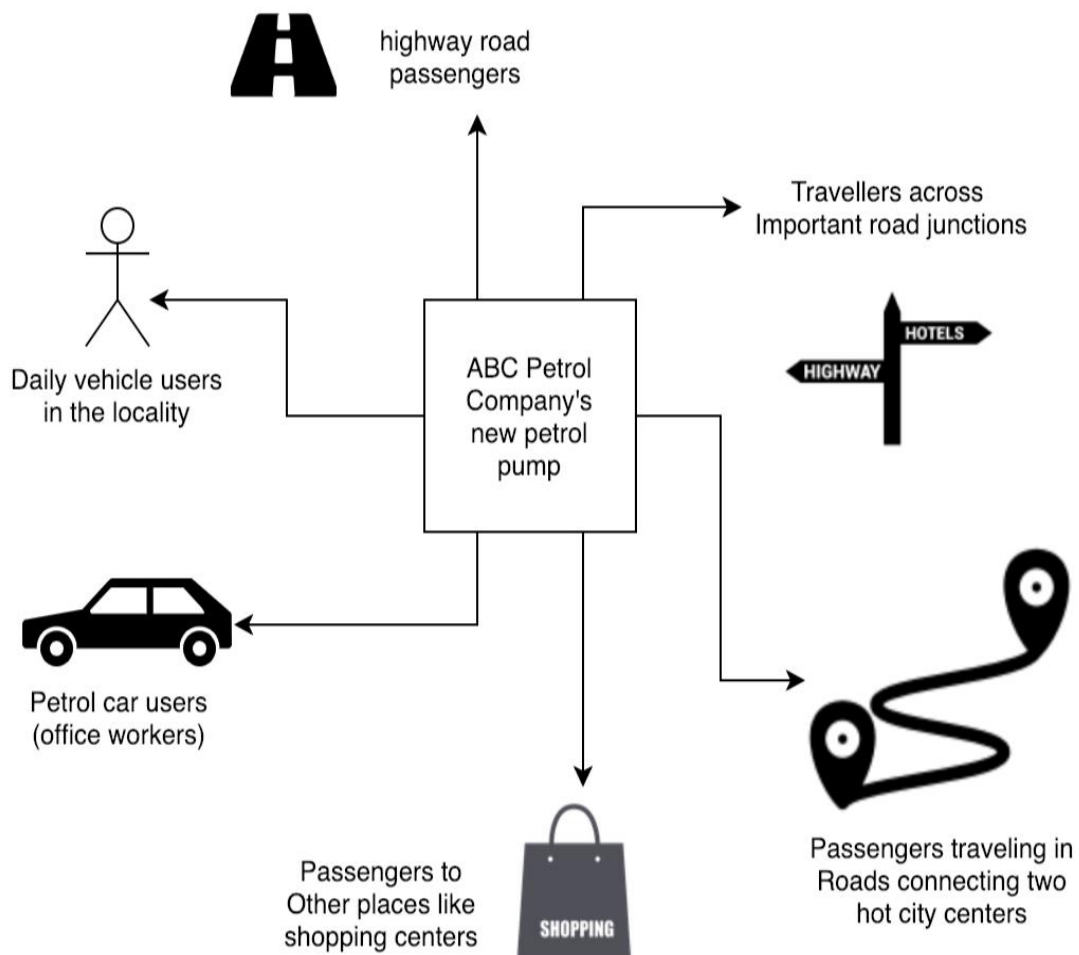 highway road
passengers
Travellers across
Important road junctions
HOTELS
HIGHWAY
Daily vehicle users
in the locality
ABC Petrol
Company's
new petrol
pump
Petrol car users
(office workers)
Passengers to
Other places like
shopping centers
SHOPPING
Passengers traveling in
Roads connecting two
hot city centers